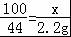 100/44 = x/2.2g